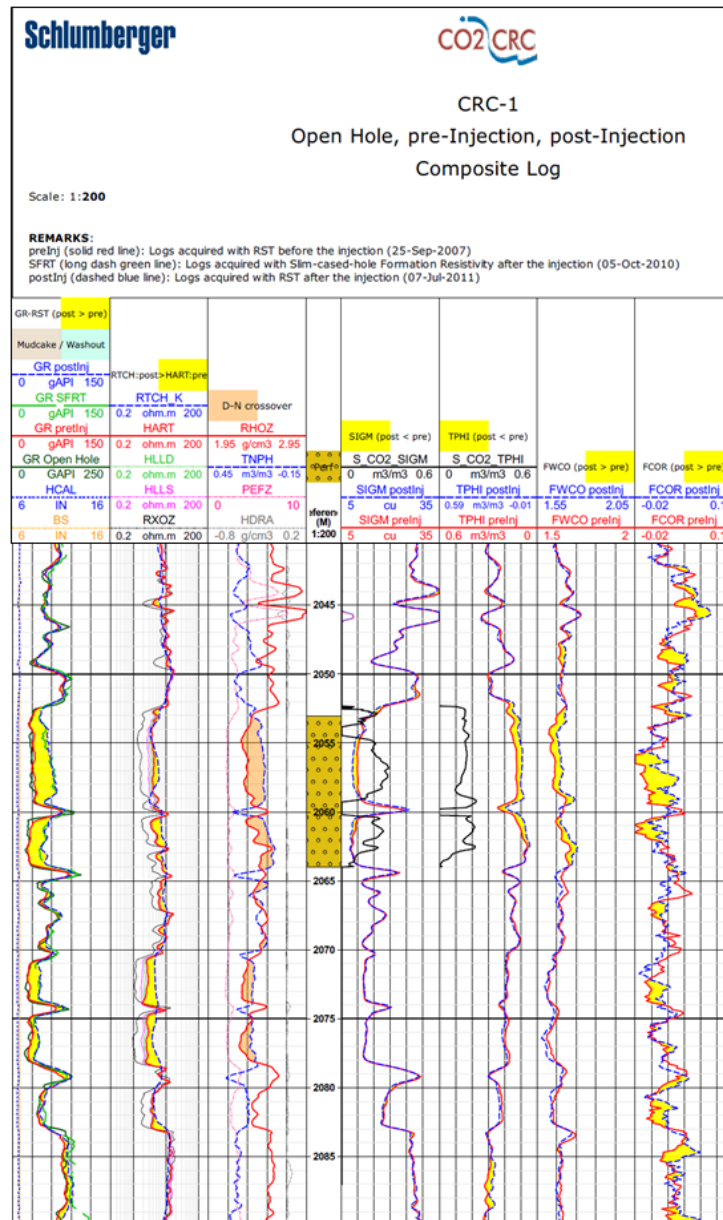 Schlumberger
CO2 CRC
CRC-1
Open Hole, pre-Injection, post-Injection
Composite Log
Scale: 1:200
REMARKS:
preInj (solid red line): Logs acquired with RST before the injection (25-Sep-2007)
SFRT (long dash green line): Logs acquired with Slim-cased-hole Formation Resistivity after the injection (05-Oct-2010)
postInj (dashed blue line): Logs acquired with RST after the injection (07-Jul-2011)
GR-RST (post > pre)
Mudcake / Washout
GR postInj
0 gAPI 150
GR SFRT
0 gAPI 150
GR pretInj
0 gAPI 150
GR Open Hole
0 GAPI 250
HCAL
6 IN 16
BS
6 IN 16
RTCH:post>HART:pre
RTCH_K
0.2 ohm.m 200
HART
0.2 ohm.m 200
HLLD
0.2 ohm.m 200
HLLS
0.2 ohm.m 200
RXOZ
0.2 ohm.m 200
D-N crossover
RHOZ
1.95 g/cm3 2.95
TNPH
0.45 m3/m3 -0.15
PEFZ
0 10
HDRA
-0.8 g/cm3 0.2
Perf
(M)
1:200
SIGM (post < pre)
S_CO2_SIGM
0 m3/m3 0.6
SIGM postInj
5 cu 35
SIGM preInj
5 cu 35
TPHI (post < pre)
S_CO2_TPHI
0 m3/m3 0.6
TPHI postInj
0.59 m3/m3 -0.01
TPHI preInj
0.6 m3/m3 0
FWCO (post > pre)
FWCO postInj
1.55 2.05
FWCO preInj
1.5 2
FCOR (post > pre)
FCOR postInj
-0.02 0.1
FCOR preInj
-0.02 0.1
2045
2050
2055
2060
2065
2070
2075
2080
2085